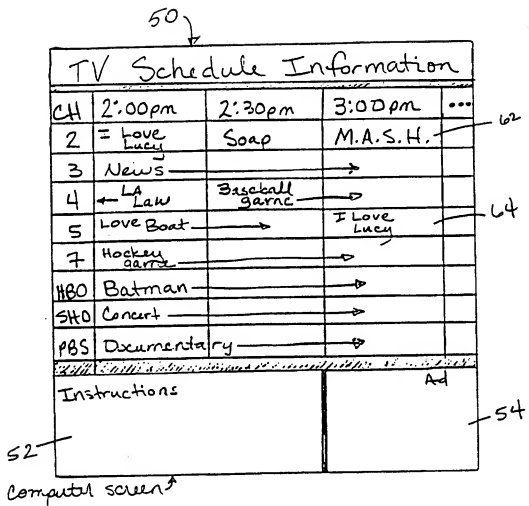 50
TV Schedule Information
CH 2:00pm 2:30pm 3:00pm ...
2 I Love Lucy Soap M.A.S.H. 62
3 News
4 LA Law Baseball game
5 Love Boat I Love Lucy 64
7 Hockey game
HBO Batman
SHO Concert
PBS Documentary
Instructions Ad
52 54
Computer screen